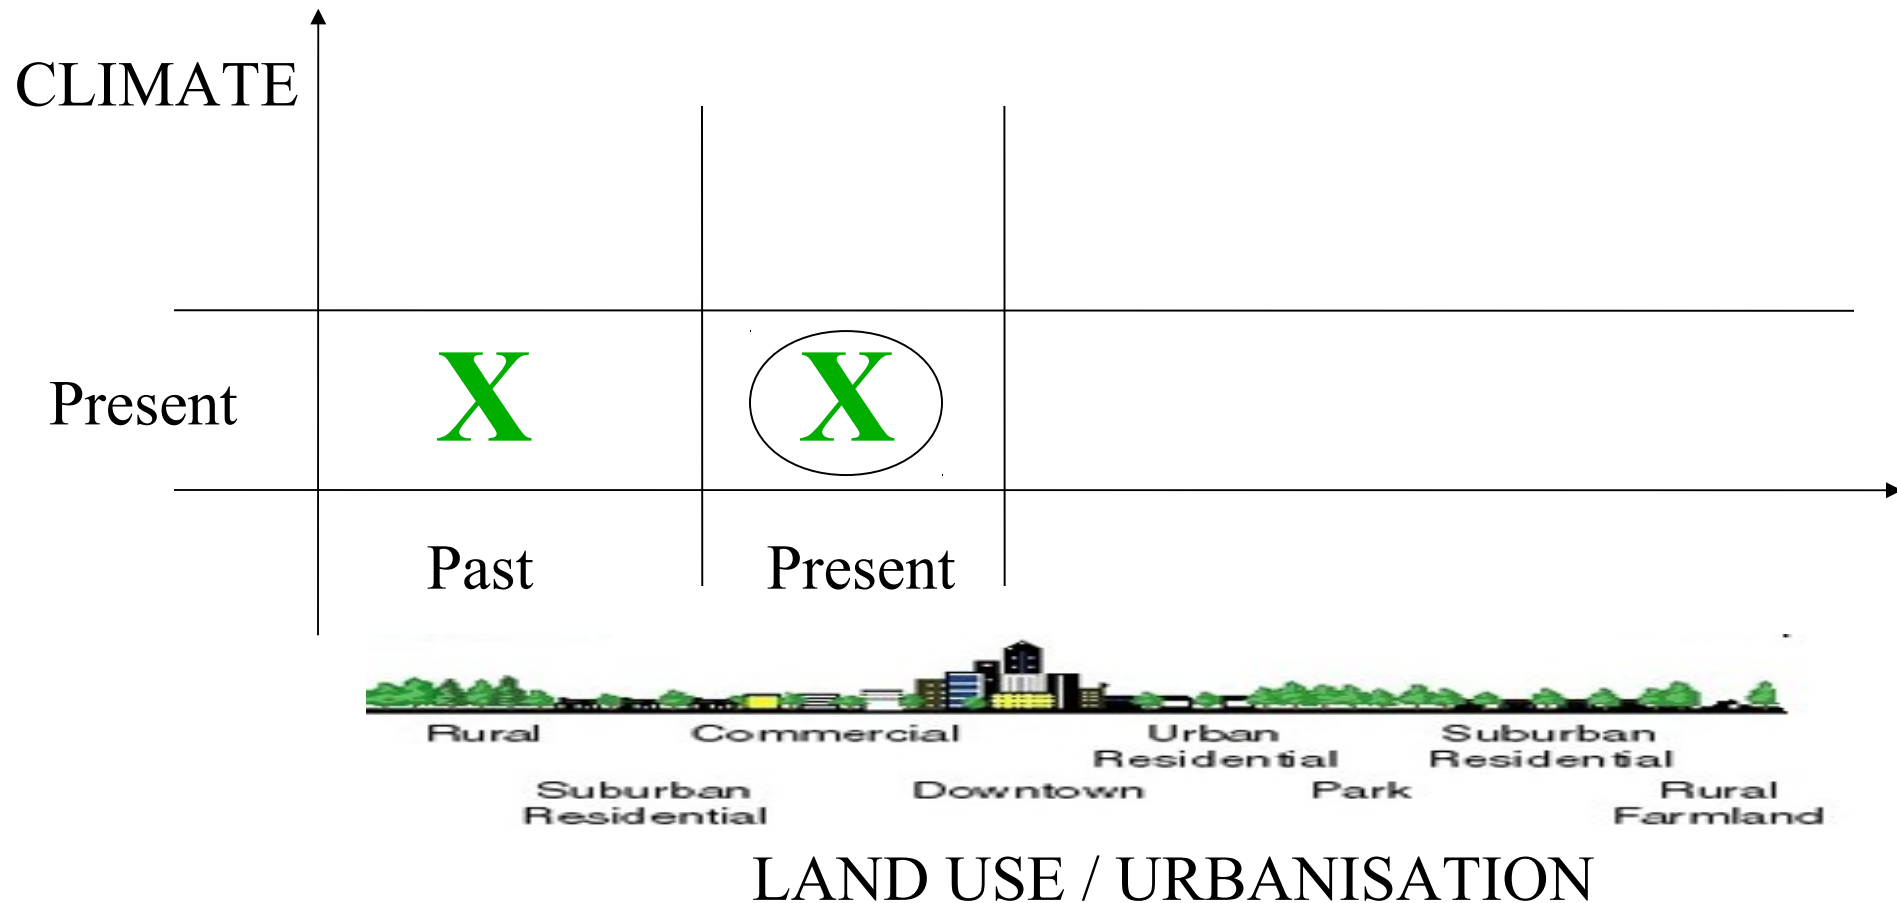 CLIMATE
Present
X
X
Past
Present
Rural
Commercial
Urban
Residential
Suburban
Residential
Suburban
Residential
Downtown
Park
Rural
Farmland
LAND USE / URBANISATION